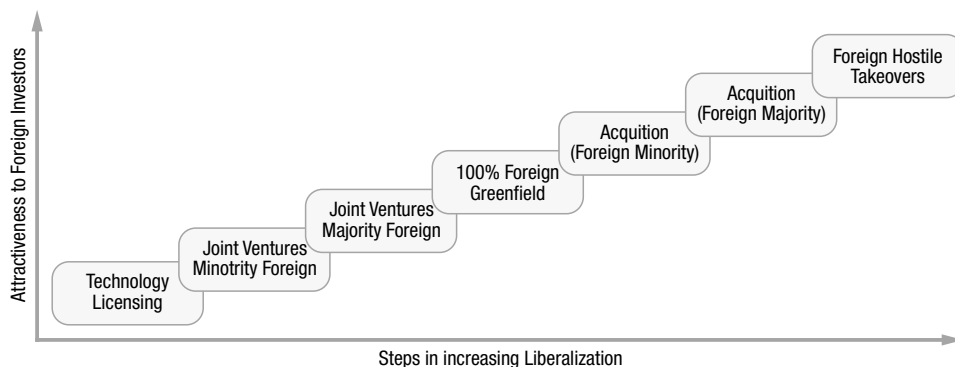 Attractiveness to Foreign Investors
Foreign Hostile
Takeovers
Acquition
(Foreign Majority)
Acquition
(Foreign Minority)
100% Foreign
Greenfield
Joint Ventures
Majority Foreign
Joint Ventures
Minotrity Foreign
Technology
Licensing
Steps in increasing Liberalization